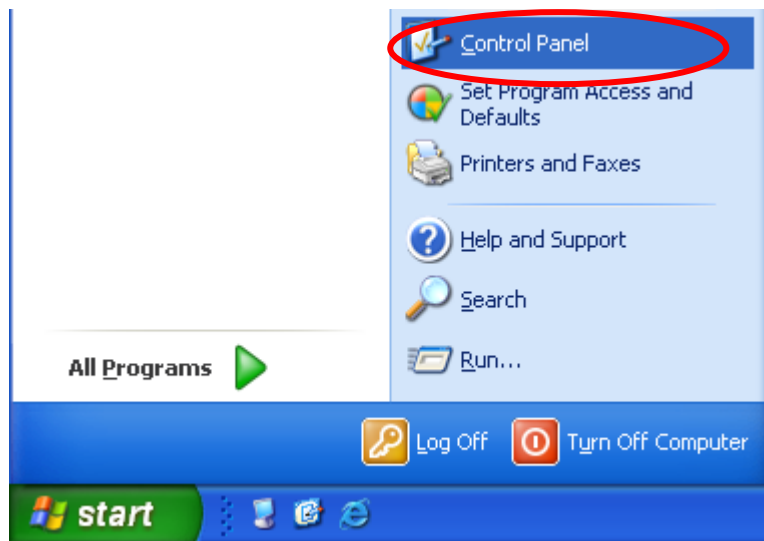 Control Panel
Set Program Access and
Defaults
Printers and Faxes
Help and Support
Search
All Programs
Run...
Log Off
Turn Off Computer
start